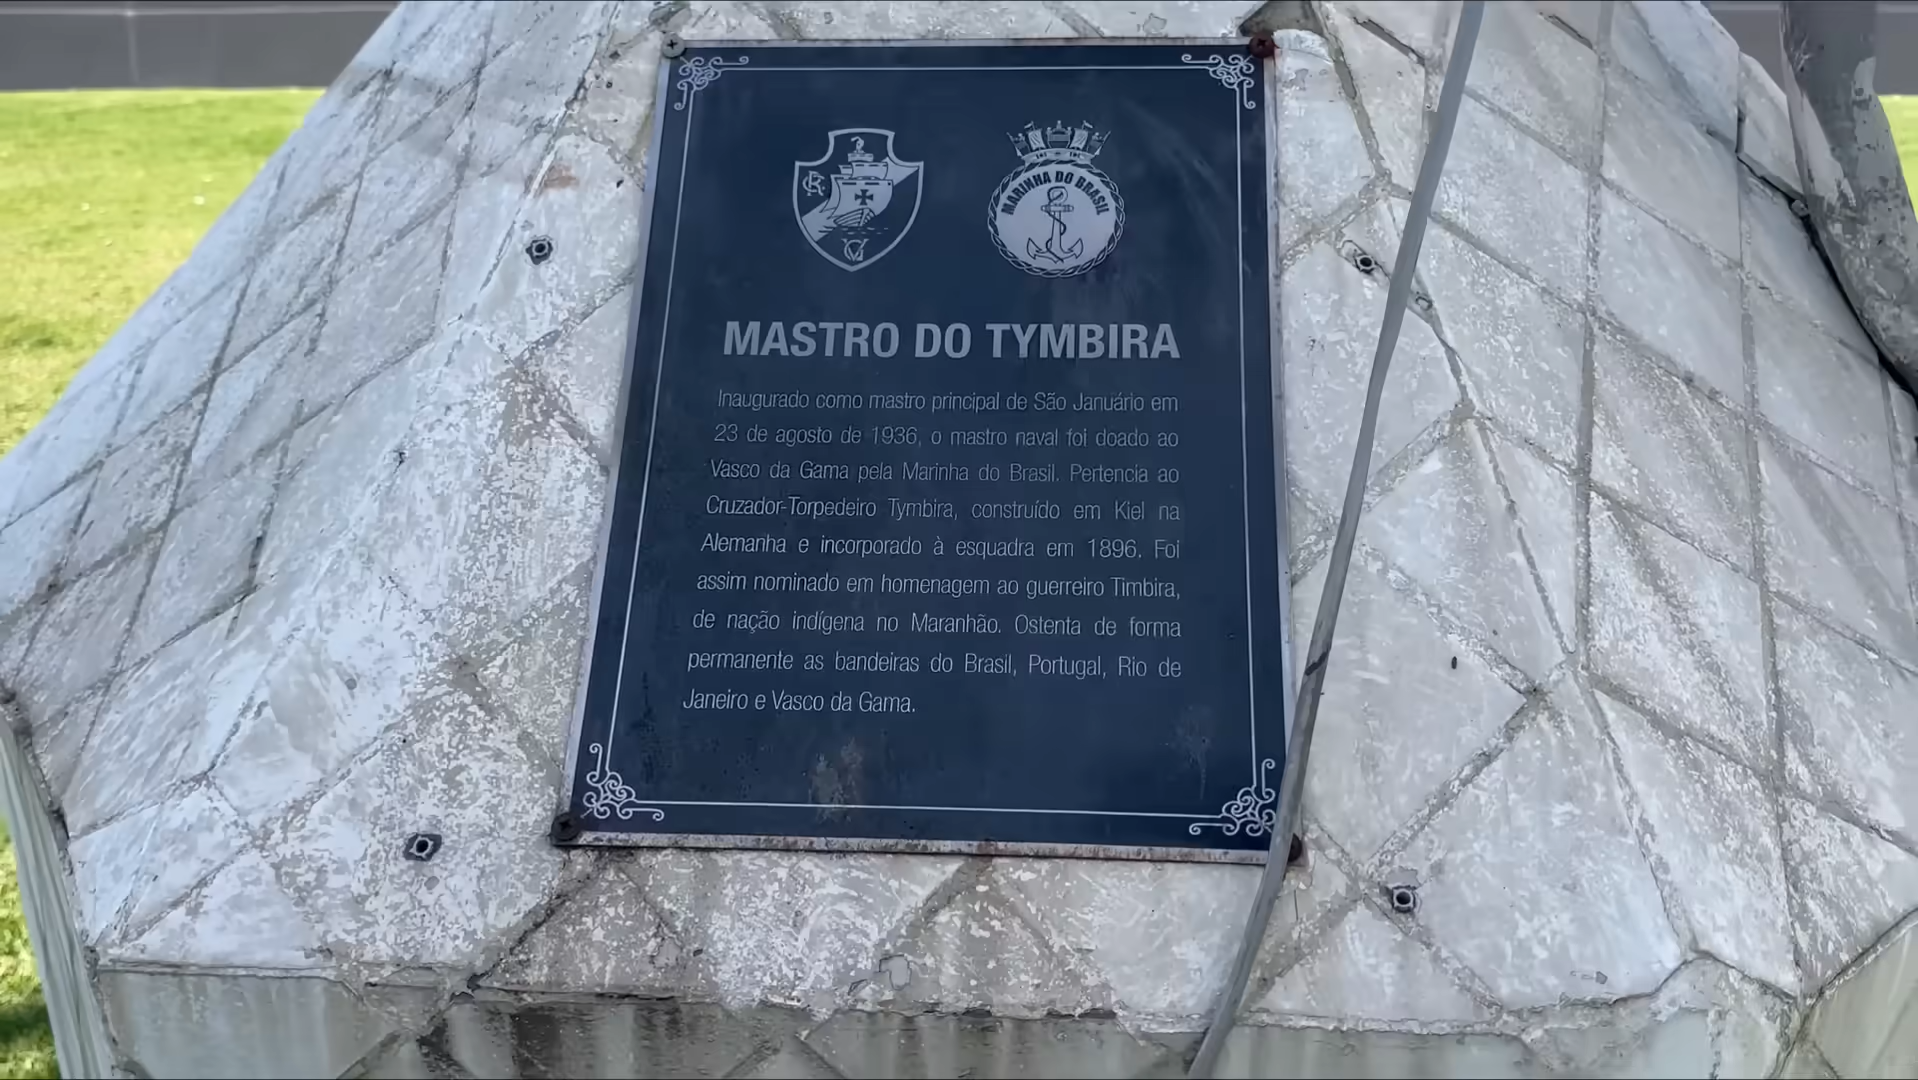 MARINHA DO BRASIL
MASTRO DO TYMBIRA
Inaugurado como mastro principal de São Januário em
23 de agosto de 1936, o mastro naval foi doado ao
Vasco da Gama pela Marinha do Brasil. Pertencia ao
Cruzador-Torpedeiro Tymbira, construído em Kiel na
Alemanha e incorporado à esquadra em 1896. Foi
assim nominado em homenagem ao guerreiro Timbira,
de nação indígena no Maranhão. Ostenta de forma
permanente as bandeiras do Brasil, Portugal, Rio de
Janeiro e Vasco da Gama.